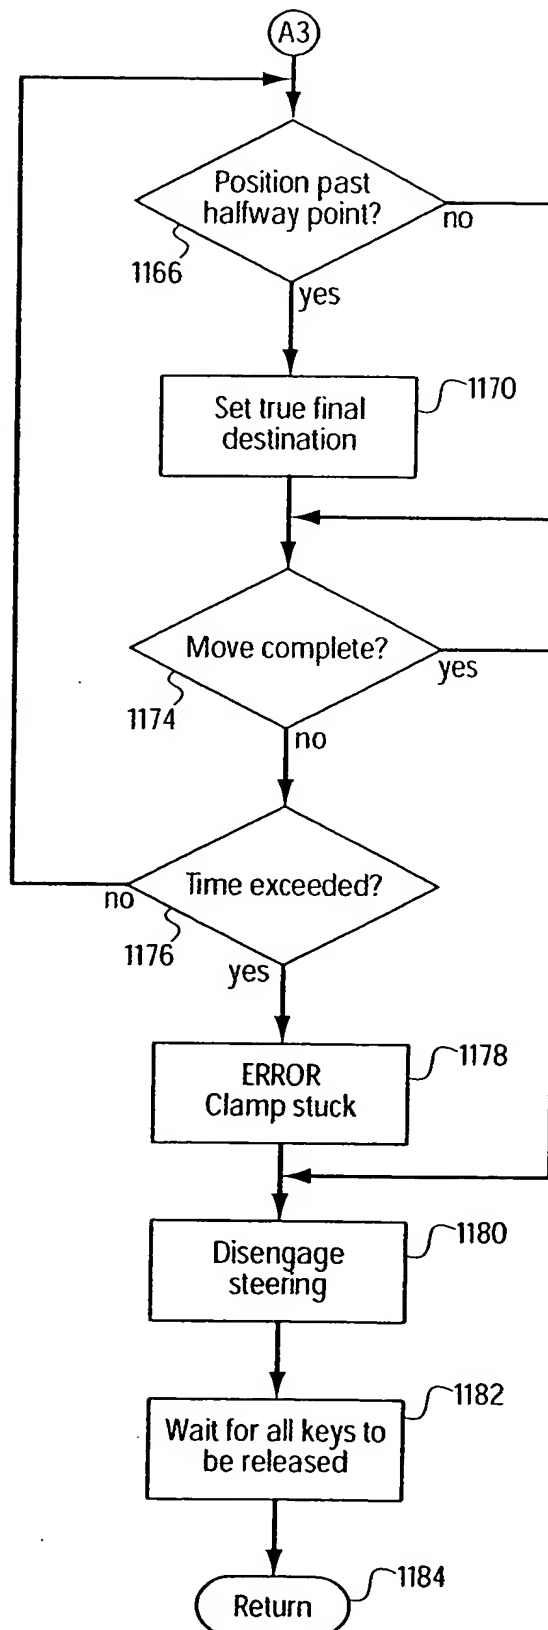 A3
Position past
halfway point?
no
1166
yes
1170
Set true final
destination
Move complete?
yes
1174
no
Time exceeded?
no
1176
yes
1178
ERROR
Clamp stuck
1180
Disengage
steering
1182
Wait for all keys to
be released
1184
Return